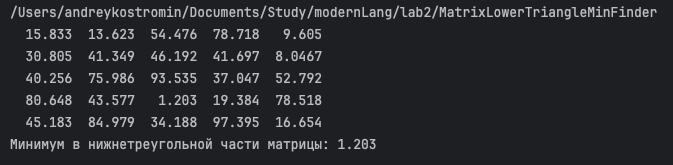 /Users/andreykostromin/Documents/Study/modernLang/lab2/MatrixLowerTriangleMinFinder
15.833 13.623 54.476 78.718 9.605
30.805 41.349 46.192 41.697 8.0467
40.256 75.986 93.535 37.047 52.792
80.648 43.577 1.203 19.384 78.518
45.183 84.979 34.188 97.395 16.654
Минимум в нижнетреугольной части матрицы: 1.203